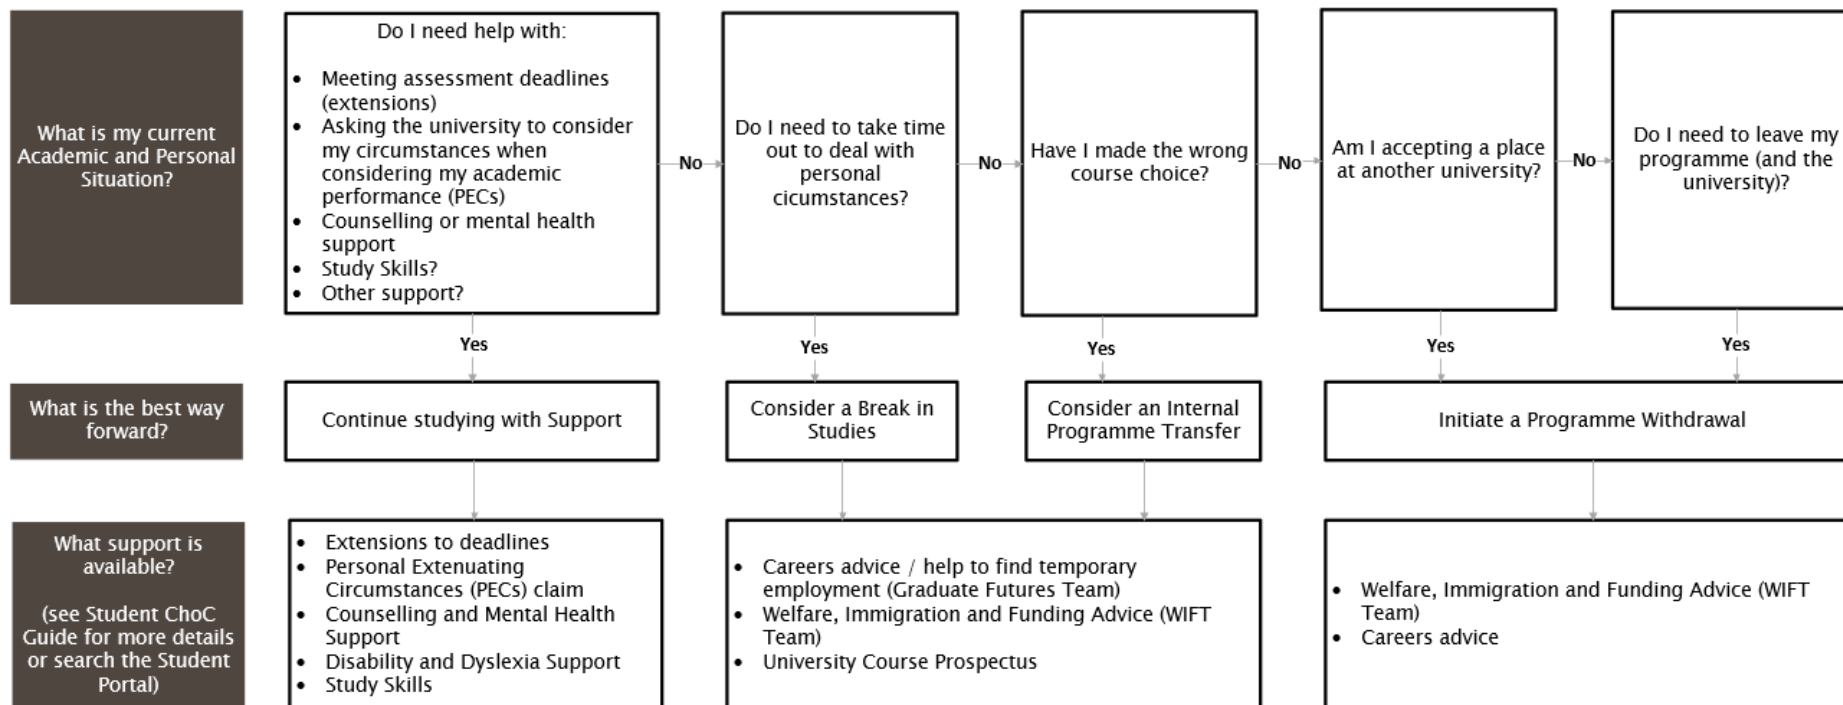 What is my current
Academic and Personal
Situation?
Do I need help with:
• Meeting assessment deadlines
(extensions)
• Asking the university to consider
my circumstances when
considering my academic
performance (PECs)
• Counselling or mental health
support
• Study Skills?
• Other support?
No
Do I need to take time
out to deal with
personal
cicumstances?
No
Have I made the wrong
course choice?
No
Am I accepting a place
at another university?
No
Do I need to leave my
programme (and the
university)?
Yes
Yes
Yes
Yes
Yes
What is the best way
forward?
Continue studying with Support
Consider a Break in
Studies
Consider an Internal
Programme Transfer
Initiate a Programme Withdrawal
What support is
available?
(see Student ChoC
Guide for more details
or search the Student
Portal)
• Extensions to deadlines
• Personal Extenuating
Circumstances (PECs) claim
• Counselling and Mental Health
Support
• Disability and Dyslexia Support
• Study Skills
• Careers advice / help to find temporary
employment (Graduate Futures Team)
• Welfare, Immigration and Funding Advice (WIFT
Team)
• University Course Prospectus
• Welfare, Immigration and Funding Advice (WIFT
Team)
• Careers advice